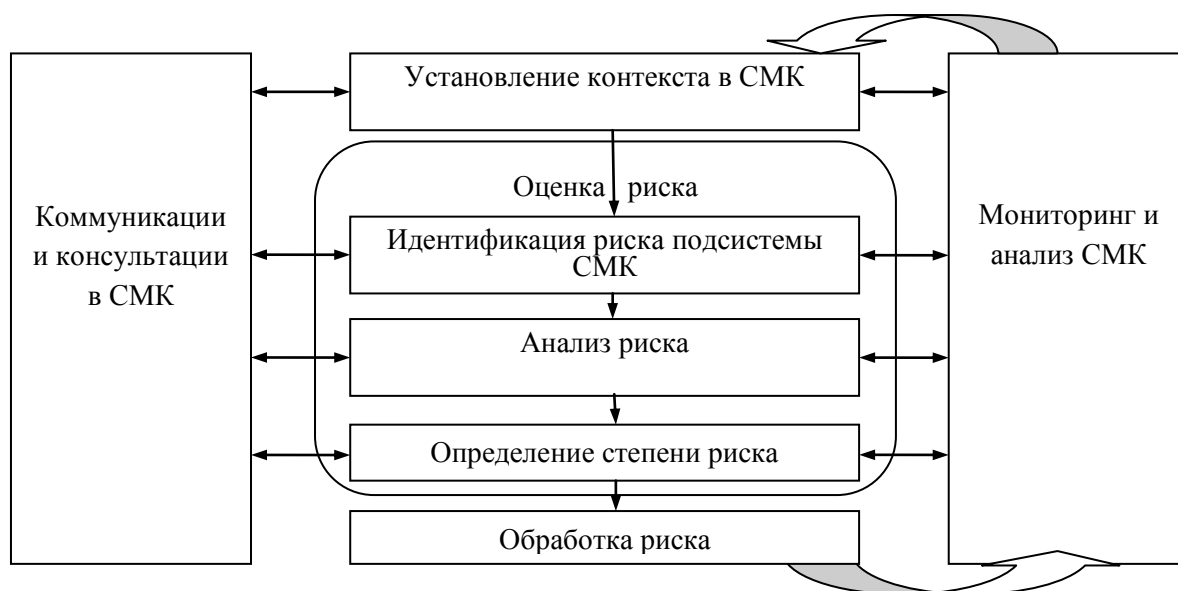 Установление контекста в СМК
Оценка риска
Коммуникации
и консультации
в СМК
Идентификация риска подсистемы
СМК
Мониторинг и
анализ СМК
Анализ риска
Определение степени риска
Обработка риска